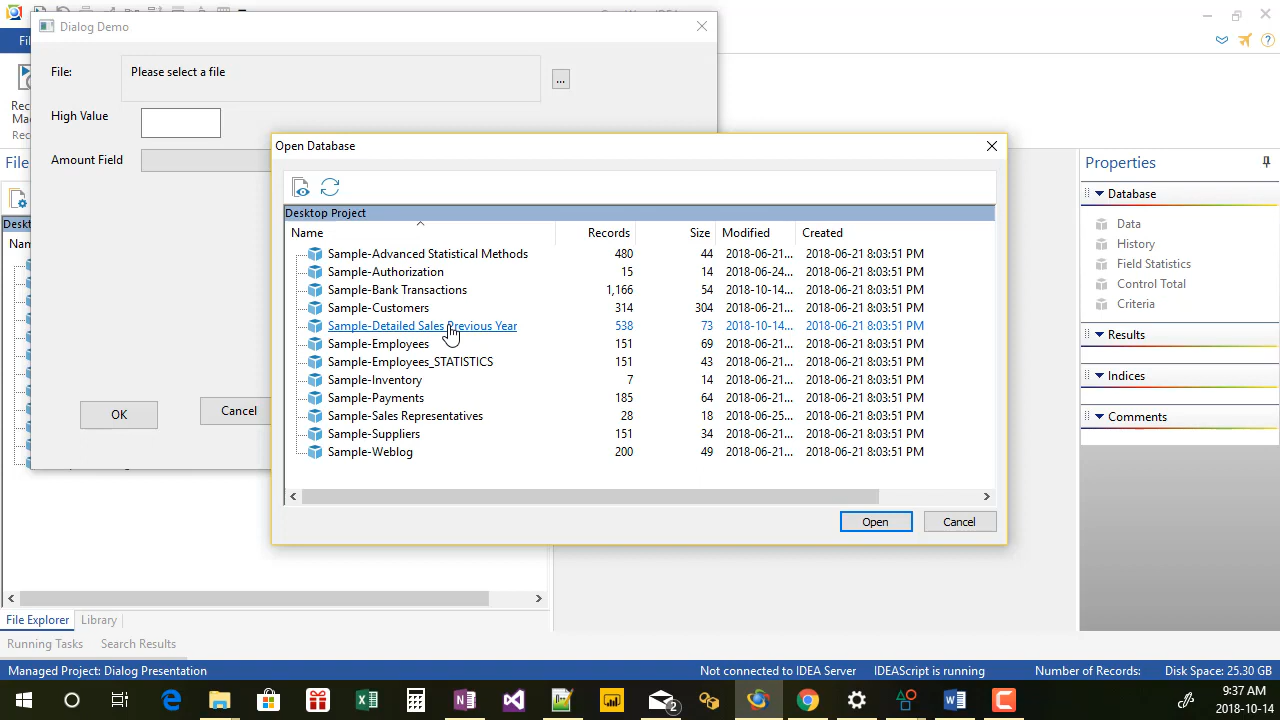 Dialog Demo
File:
Please select a file
...
High Value
Amount Field
OK
Cancel
Open Database
Desktop Project
Name Records Size Modified Created
Sample-Advanced Statistical Methods 480 44 2018-06-21... 2018-06-21 8:03:51 PM
Sample-Authorization 15 14 2018-06-24... 2018-06-21 8:03:51 PM
Sample-Bank Transactions 1,166 54 2018-10-14... 2018-06-21 8:03:51 PM
Sample-Customers 314 304 2018-06-21... 2018-06-21 8:03:51 PM
Sample-Detailed Sales Previous Year 538 73 2018-10-14... 2018-06-21 8:03:51 PM
Sample-Employees 151 69 2018-06-21... 2018-06-21 8:03:51 PM
Sample-Employees_STATISTICS 151 43 2018-06-21... 2018-06-21 8:03:51 PM
Sample-Inventory 7 14 2018-06-21... 2018-06-21 8:03:51 PM
Sample-Payments 185 64 2018-06-21... 2018-06-21 8:03:51 PM
Sample-Sales Representatives 28 18 2018-06-25... 2018-06-21 8:03:51 PM
Sample-Suppliers 151 34 2018-06-21... 2018-06-21 8:03:51 PM
Sample-Weblog 200 49 2018-06-21... 2018-06-21 8:03:51 PM
Open
Cancel
Properties
Database
Data
History
Field Statistics
Control Total
Criteria
Results
Indices
Comments
File Explorer Library
Running Tasks Search Results
Managed Project: Dialog Presentation Not connected to IDEA Server IDEAScript is running Number of Records: Disk Space: 25.30 GB
2
9:37 AM
2018-10-14